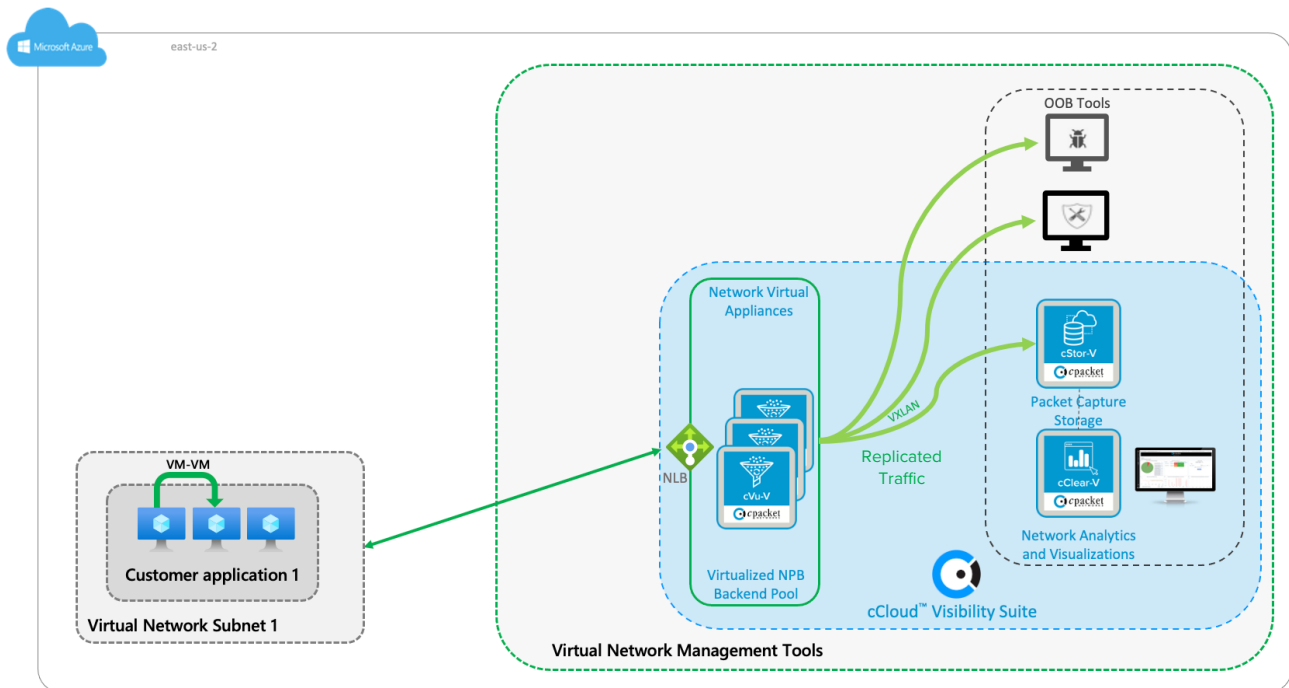 Microsoft Azure
east-us-2
OOB Tools
Network Virtual
Appliances
cStor-V
cpacket
Packet Capture
Storage
VXLAN
Replicated
Traffic
NLB
cVu-V
cpacket
cClear-V
cpacket
Network Analytics
and Visualizations
Virtualized NPB
Backend Pool
cCloud™ Visibility Suite
Virtual Network Management Tools
VM-VM
Customer application 1
Virtual Network Subnet 1